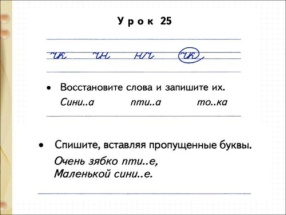 Урок 25
чк чн нч чк
• Восстановите слова и запишите их.
Сини..а пти..а то..ка
• Спишите, вставляя пропущенные буквы.
Очень зябко пти..е,
Маленькой сини..е.